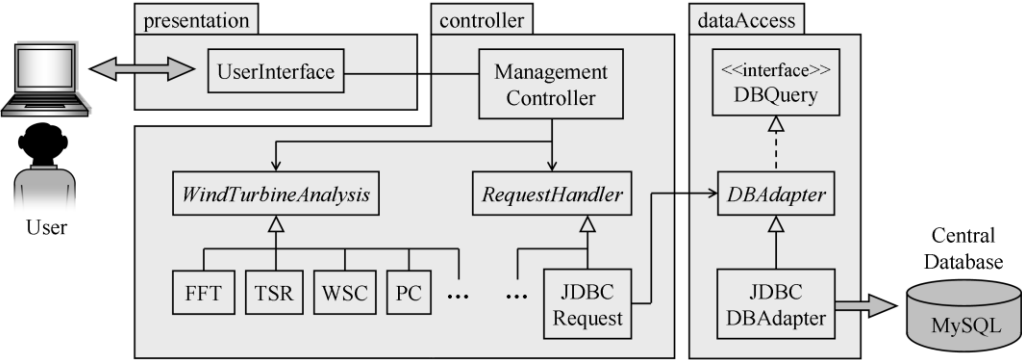 presentation
controller
dataAccess
UserInterface
Management
Controller
<<interface>>
DBQuery
User
WindTurbineAnalysis
RequestHandler
DBAdapter
FFT
TSR
WSC
PC
...
...
JDBC
Request
JDBC
DBAdapter
Central
Database
MySQL